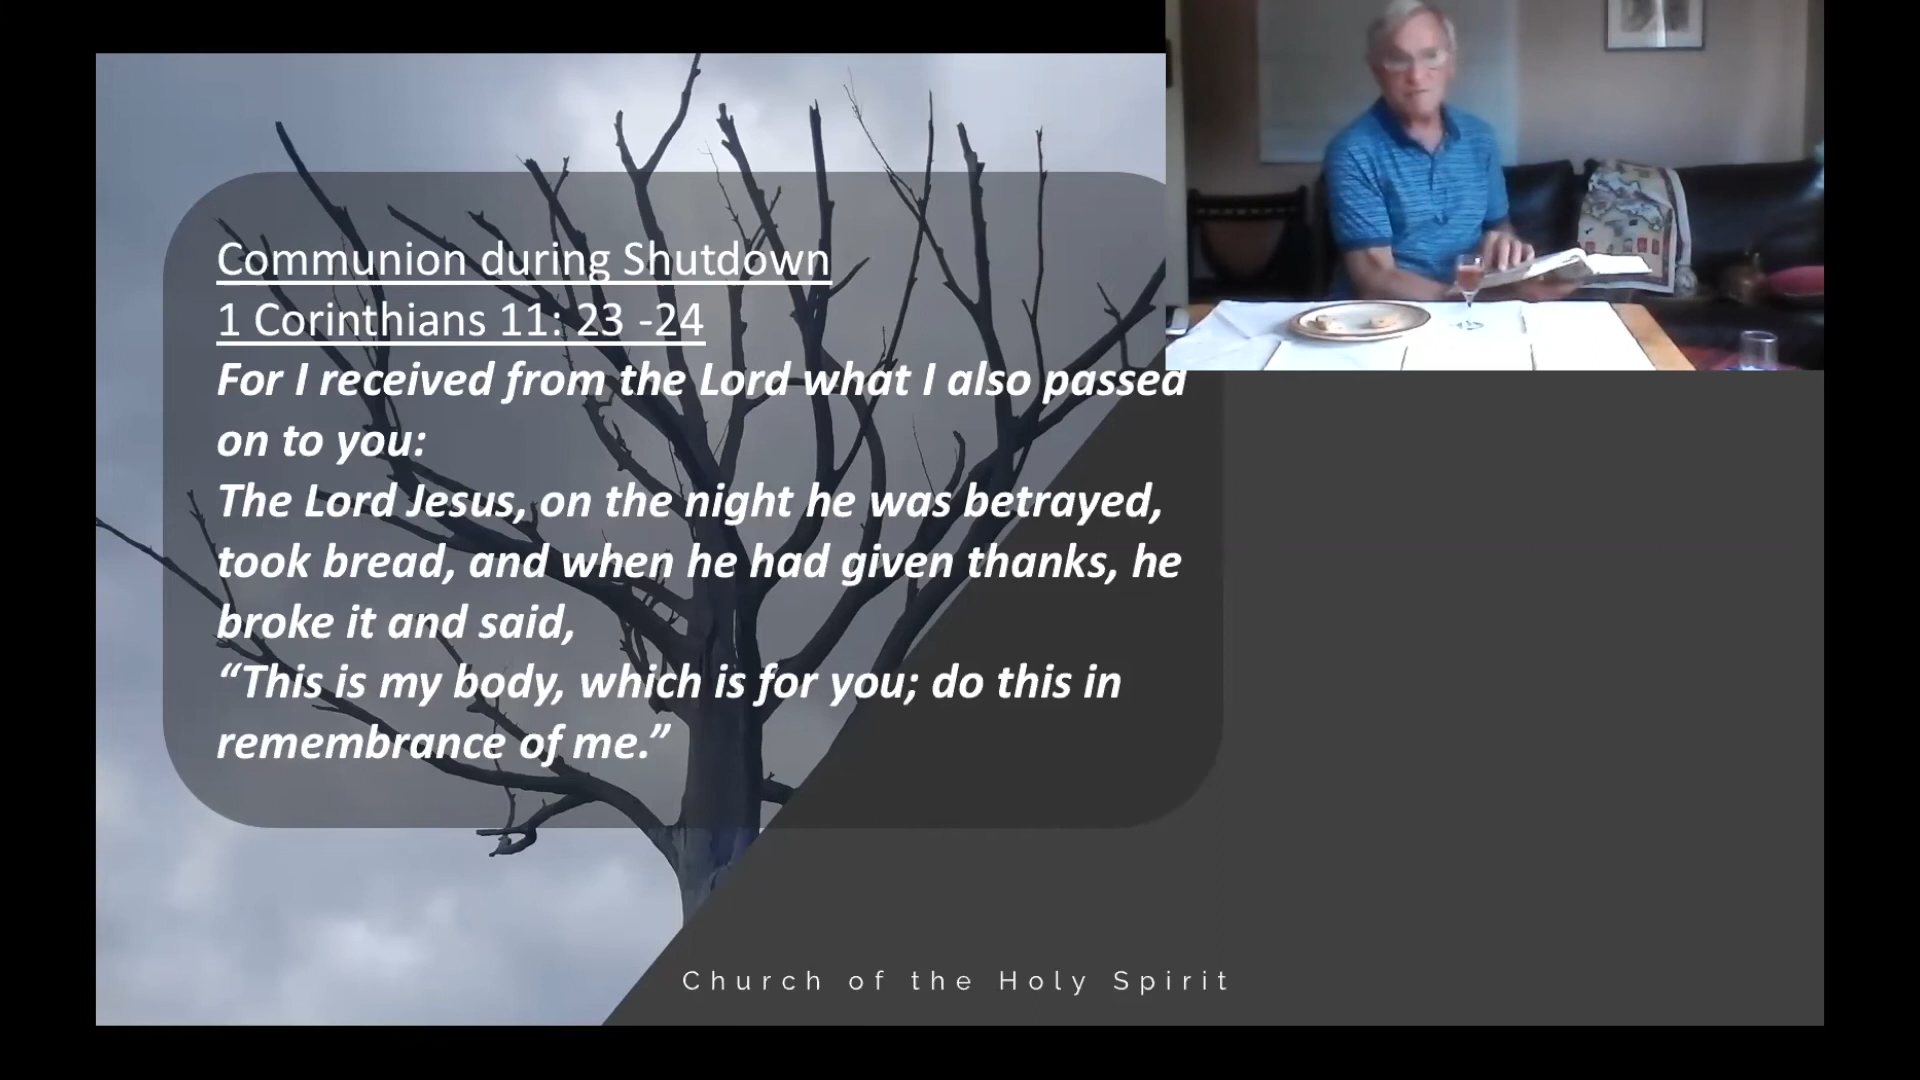 Communion during Shutdown
1 Corinthians 11: 23 -24
For I received from the Lord what I also passed
on to you:
The Lord Jesus, on the night he was betrayed,
took bread, and when he had given thanks, he
broke it and said,
“This is my body, which is for you; do this in
remembrance of me.”
Church of the Holy Spirit